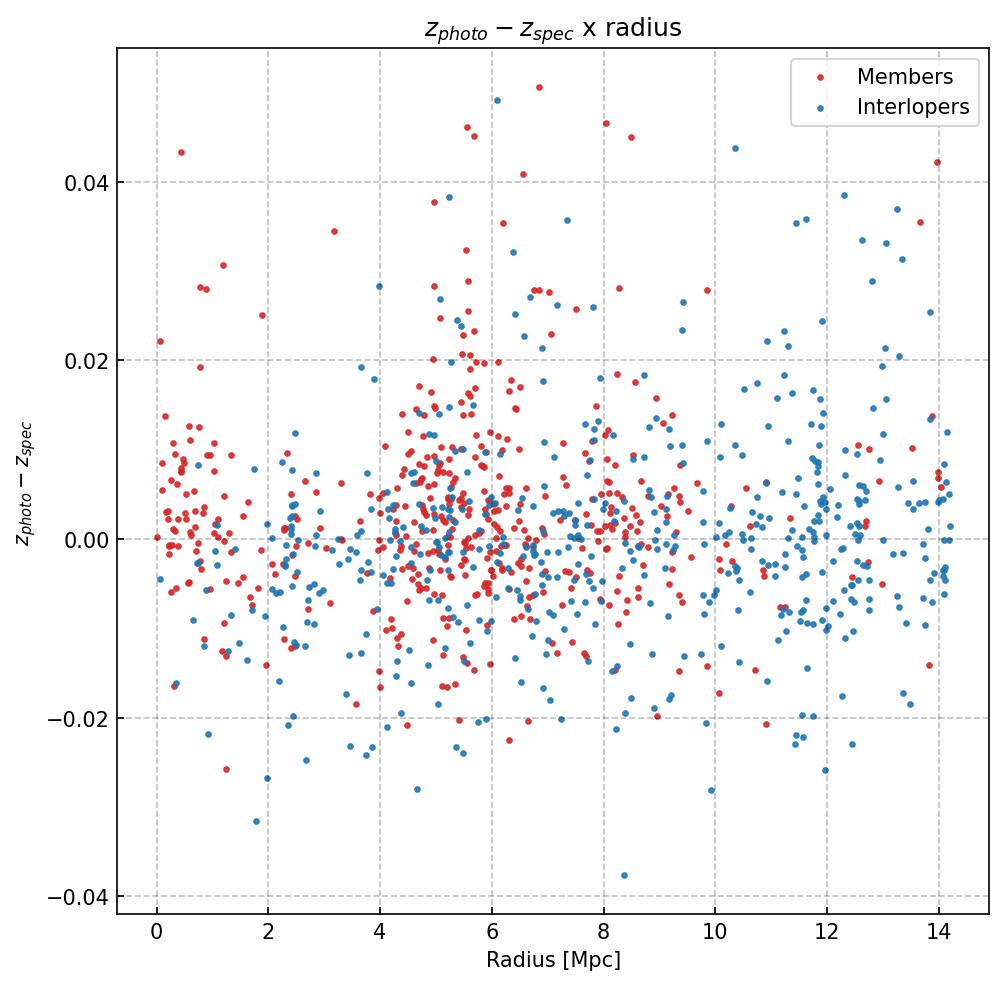 z_photo − z_spec x radius
Members
Interlopers
0.04
0.02
0.00
−0.02
−0.04
z_photo − z_spec
0 2 4 6 8 10 12 14
Radius [Mpc]